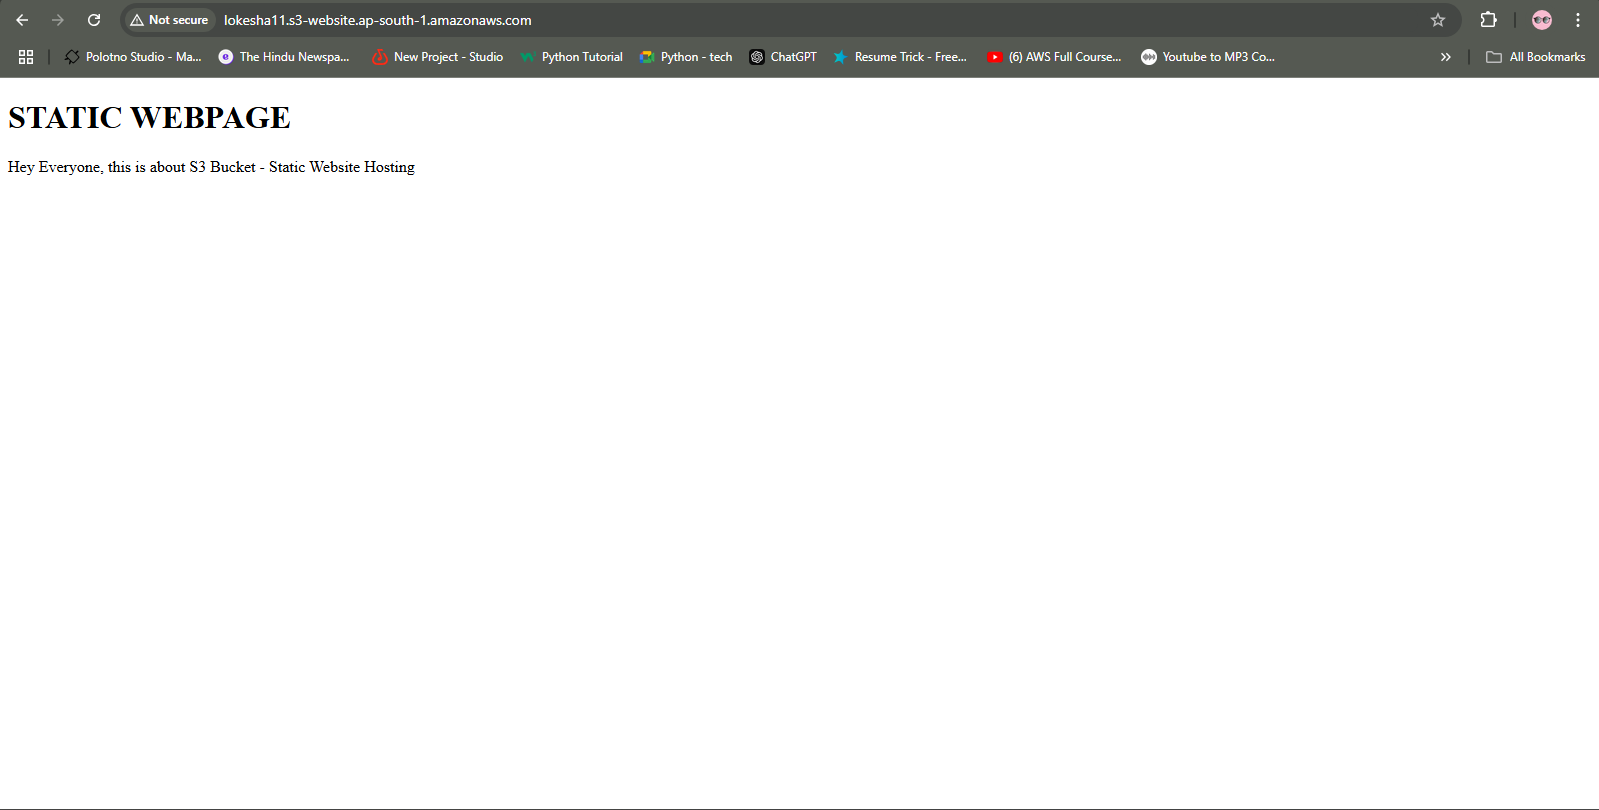 Not secure lokesha11.s3-website.ap-south-1.amazonaws.com
Polotno Studio - Ma... The Hindu Newspa... New Project - Studio Python Tutorial Python - tech ChatGPT Resume Trick - Free... (6) AWS Full Course... Youtube to MP3 Co... All Bookmarks
STATIC WEBPAGE
Hey Everyone, this is about S3 Bucket - Static Website Hosting